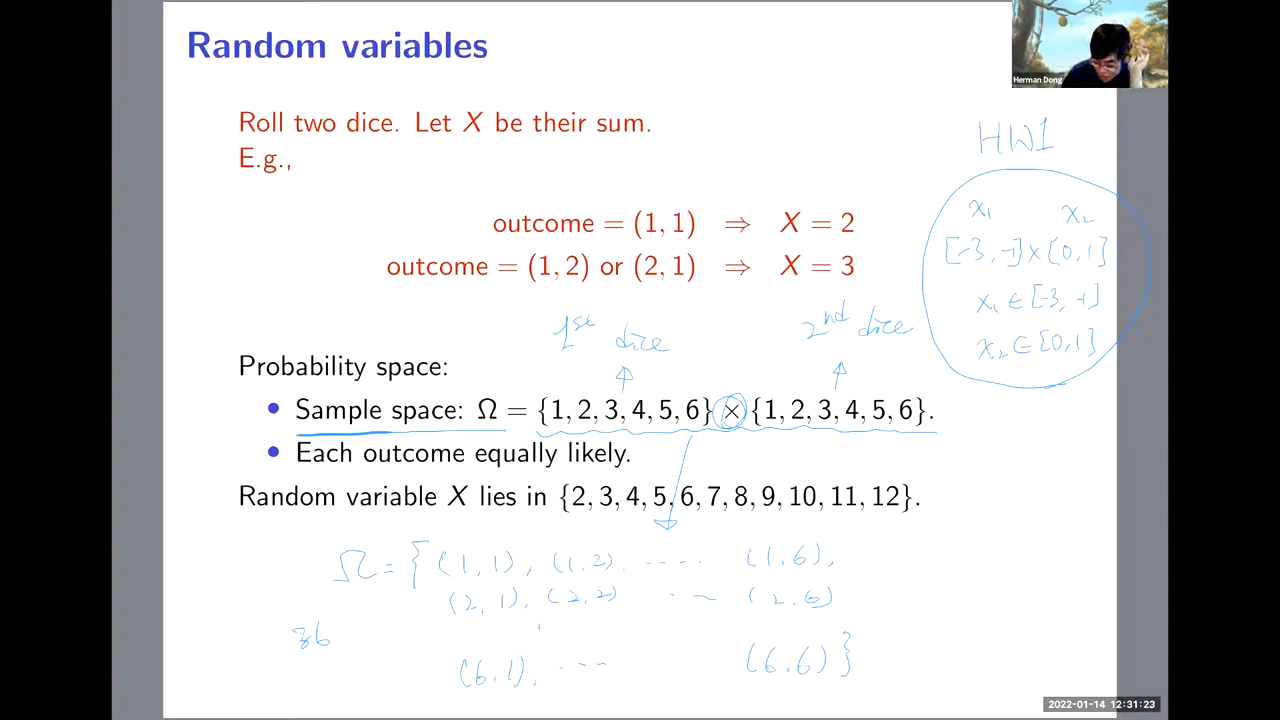 Random variables
Herman Dong
Roll two dice. Let X be their sum.
E.g.,
outcome = (1, 1) ⇒ X = 2
outcome = (1, 2) or (2, 1) ⇒ X = 3
HW1
x₁ x₂
[-3, -1] x [0, 1]
x₁ ∈ [-3, -1]
x₂ ∈ [0, 1]
1st dice 2nd dice
Probability space:
• Sample space: Ω = {1, 2, 3, 4, 5, 6} × {1, 2, 3, 4, 5, 6}.
• Each outcome equally likely.
Random variable X lies in {2, 3, 4, 5, 6, 7, 8, 9, 10, 11, 12}.
Ω = { (1, 1), (1, 2). ..... (1, 6),
(2, 1), (2, 2) ... (2, 6)
36
(6, 1), ... (6, 6) }
2022-01-14 12:31:23